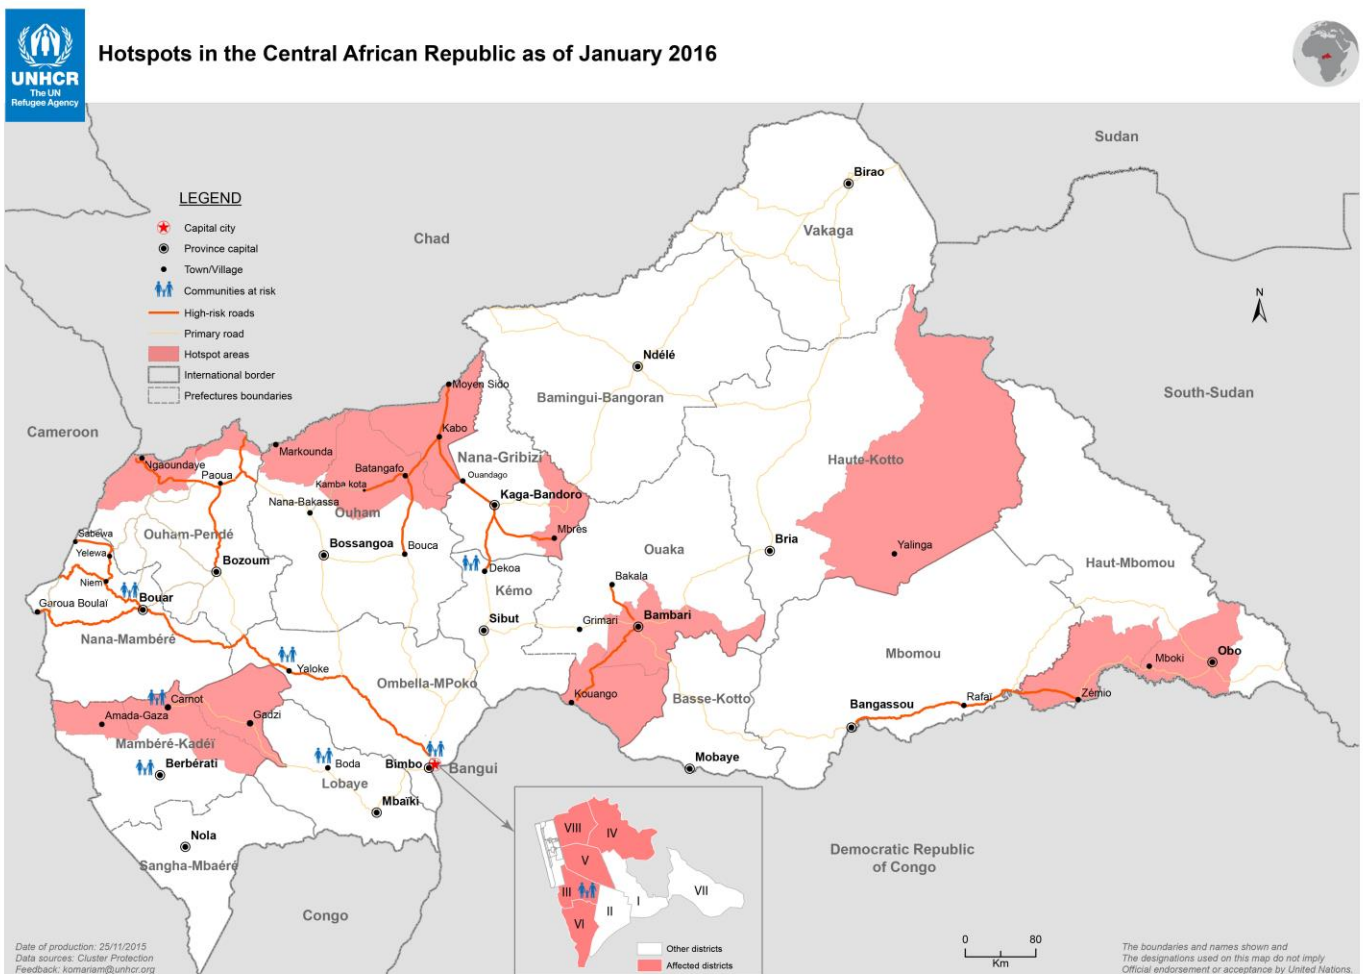 UNHCR
The UN
Refugee Agency
Hotspots in the Central African Republic as of January 2016
Sudan
Birao
LEGEND
Capital city
Province capital
Town/Village
Communities at risk
High-risk roads
Primary road
Hotspot areas
International border
Prefectures boundaries
Chad
Vakaga
N
Ndélé
Moyen Sido
Bamingui-Bangoran
South-Sudan
Cameroon
Kabo
Markounda
Nana-Gribizi
Haute-Kotto
Ngaoundaye
Paoua
Batangafo
Ouandago
Kamba kota
Nana-Bakassa
Ouham
Kaga-Bandoro
Mbrès
Ouham-Pendé
Sabewa
Yelewa
Bossangoa
Bouca
Ouaka
Bria
Yalinga
Haut-Mbomou
Bozoum
Dekoa
Niem
Bakala
Kémo
Bouar
Garoua Boulaï
Sibut
Grimari
Bambari
Nana-Mambéré
Mbomou
Obo
Mboki
Yaloke
Ombella-MPoko
Carnot
Kouango
Basse-Kotto
Rafaï
Zémio
Bangassou
Amada-Gaza
Gadzi
Mambéré-Kadéï
Berbérati
Boda
Bimbo
Bangui
Mobaye
Lobaye
Mbaïki
Nola
Sangha-Mbaéré
VIII
IV
V
III
VI
II
I
VII
Other districts
Affected districts
Democratic Republic
of Congo
Congo
0 80
Km
Date of production: 25/11/2015
Data sources: Cluster Protection
Feedback: komariam@unhcr.org
The boundaries and names shown and
The designations used on this map do not imply
Official endorsement or acceptance by United Nations.